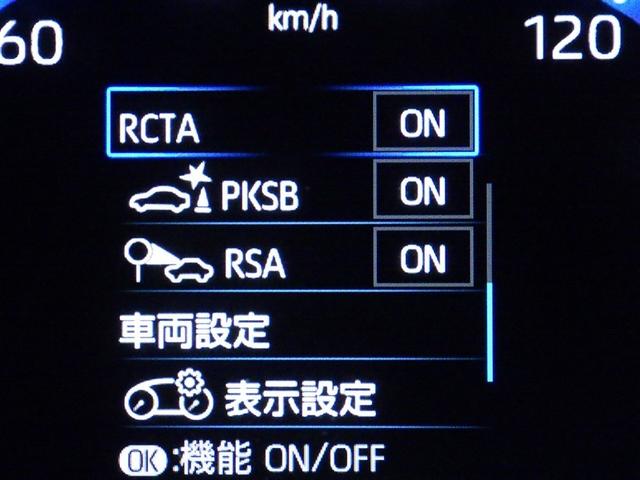 km/h
60 120
RCTA ON
PKSB ON
RSA ON
車両設定
表示設定
OK:機能 ON/OFF